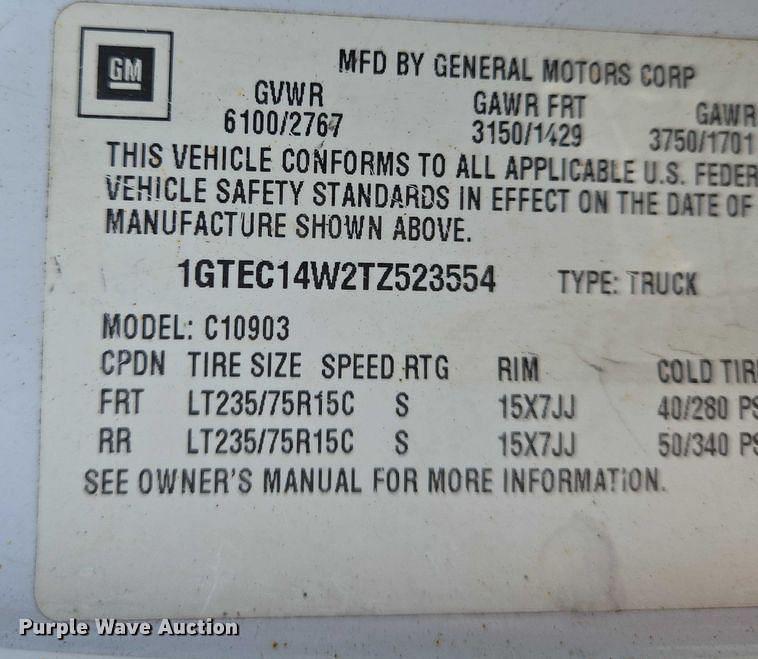 GM
MFD BY GENERAL MOTORS CORP
GVWR GAWR FRT GAWR
6100/2767 3150/1429 3750/1701
THIS VEHICLE CONFORMS TO ALL APPLICABLE U.S. FEDER
VEHICLE SAFETY STANDARDS IN EFFECT ON THE DATE OF
MANUFACTURE SHOWN ABOVE.
1GTEC14W2TZ523554 TYPE: TRUCK
MODEL: C10903
CPDN TIRE SIZE SPEED RTG RIM COLD TIR
FRT LT235/75R15C S 15X7JJ 40/280 PS
RR LT235/75R15C S 15X7JJ 50/340 PS
SEE OWNER'S MANUAL FOR MORE INFORMATION.
Purple Wave Auction